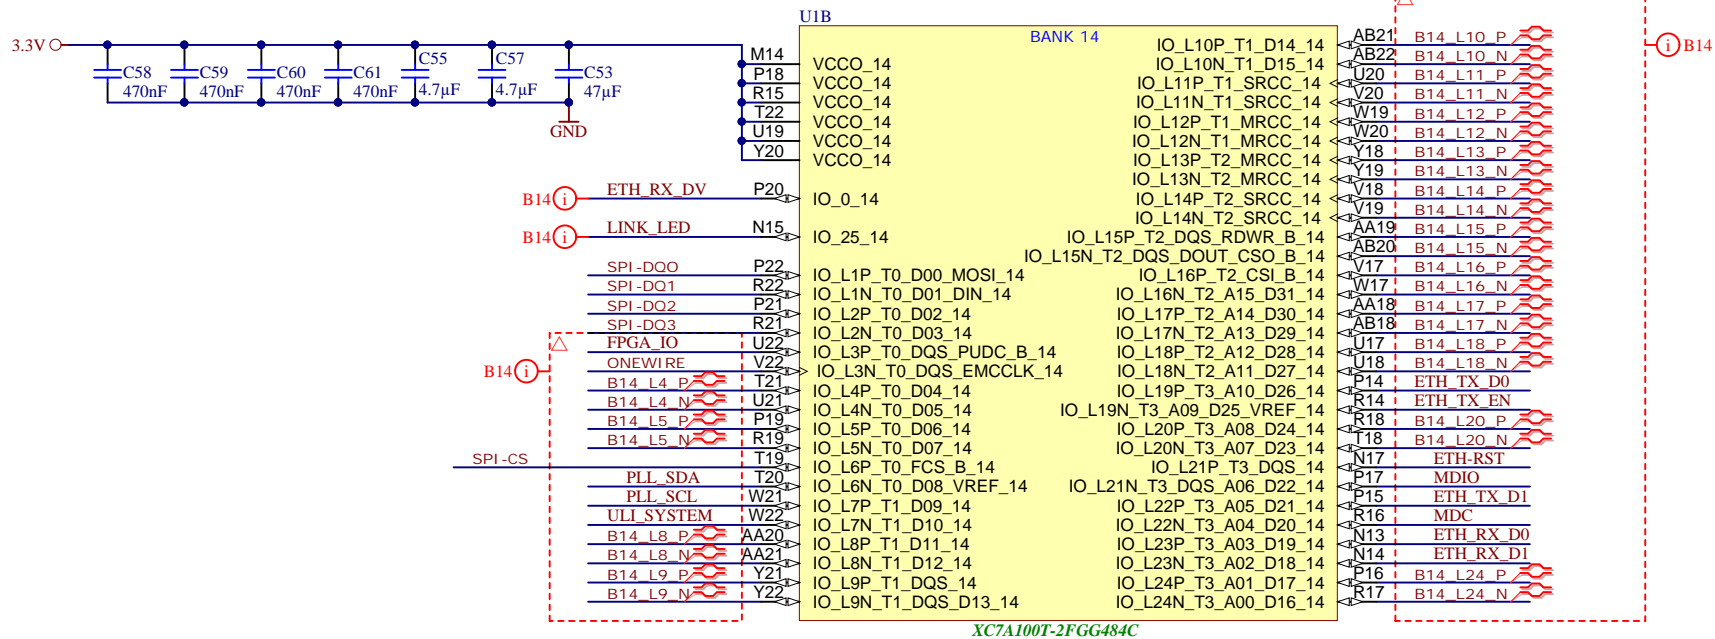 U1B
BANK 14
3.3V
C58 470nF
C59 470nF
C60 470nF
C61 470nF
C55 4.7µF
C57 4.7µF
C53 47µF
GND
M14 VCCO_14
P18 VCCO_14
R15 VCCO_14
T22 VCCO_14
U19 VCCO_14
Y20 VCCO_14
B14 i ETH_RX_DV P20 IO_0_14
B14 i LINK_LED N15 IO_25_14
SPI-DQ0 P22 IO_L1P_T0_D00_MOSI_14
SPI-DQ1 R22 IO_L1N_T0_D01_DIN_14
SPI-DQ2 P21 IO_L2P_T0_D02_14
SPI-DQ3 R21 IO_L2N_T0_D03_14
FPGA_IO U22 IO_L3P_T0_DQS_PUDC_B_14
B14 i ONEWIRE V22 IO_L3N_T0_DQS_EMCCLK_14
B14_L4_P T21 IO_L4P_T0_D04_14
B14_L4_N U21 IO_L4N_T0_D05_14
B14_L5_P P19 IO_L5P_T0_D06_14
B14_L5_N R19 IO_L5N_T0_D07_14
SPI-CS T19 IO_L6P_T0_FCS_B_14
PLL_SDA T20 IO_L6N_T0_D08_VREF_14
PLL_SCL W21 IO_L7P_T1_D09_14
ULI_SYSTEM W22 IO_L7N_T1_D10_14
B14_L8_P AA20 IO_L8P_T1_D11_14
B14_L8_N AA21 IO_L8N_T1_D12_14
B14_L9_P Y21 IO_L9P_T1_DQS_14
B14_L9_N Y22 IO_L9N_T1_DQS_D13_14
IO_L10P_T1_D14_14 AB21 B14_L10_P i B14
IO_L10N_T1_D15_14 AB22 B14_L10_N
IO_L11P_T1_SRCC_14 U20 B14_L11_P
IO_L11N_T1_SRCC_14 V20 B14_L11_N
IO_L12P_T1_MRCC_14 W19 B14_L12_P
IO_L12N_T1_MRCC_14 W20 B14_L12_N
IO_L13P_T2_MRCC_14 Y18 B14_L13_P
IO_L13N_T2_MRCC_14 Y19 B14_L13_N
IO_L14P_T2_SRCC_14 V18 B14_L14_P
IO_L14N_T2_SRCC_14 V19 B14_L14_N
IO_L15P_T2_DQS_RDWR_B_14 AA19 B14_L15_P
IO_L15N_T2_DQS_DOUT_CSO_B_14 AB20 B14_L15_N
IO_L16P_T2_CSI_B_14 V17 B14_L16_P
IO_L16N_T2_A15_D31_14 W17 B14_L16_N
IO_L17P_T2_A14_D30_14 AA18 B14_L17_P
IO_L17N_T2_A13_D29_14 AB18 B14_L17_N
IO_L18P_T2_A12_D28_14 U17 B14_L18_P
IO_L18N_T2_A11_D27_14 U18 B14_L18_N
IO_L19P_T3_A10_D26_14 P14 ETH_TX_D0
IO_L19N_T3_A09_D25_VREF_14 R14 ETH_TX_EN
IO_L20P_T3_A08_D24_14 R18 B14_L20_P
IO_L20N_T3_A07_D23_14 T18 B14_L20_N
IO_L21P_T3_DQS_14 N17 ETH-RST
IO_L21N_T3_DQS_A06_D22_14 P17 MDIO
IO_L22P_T3_A05_D21_14 P15 ETH_TX_D1
IO_L22N_T3_A04_D20_14 R16 MDC
IO_L23P_T3_A03_D19_14 N13 ETH_RX_D0
IO_L23N_T3_A02_D18_14 N14 ETH_RX_D1
IO_L24P_T3_A01_D17_14 P16 B14_L24_P
IO_L24N_T3_A00_D16_14 R17 B14_L24_N
XC7A100T-2FGG484C